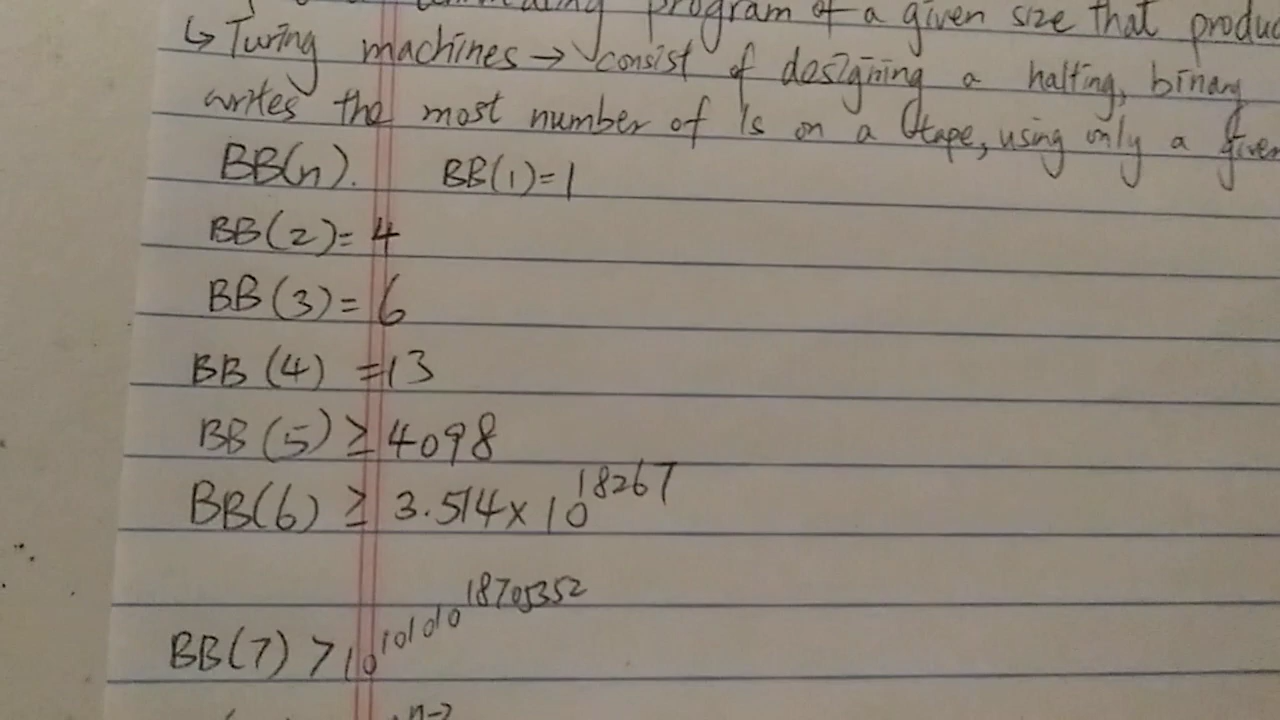 program of a given size that produc
↳ Turing machines → consist of designing a halting, binary
writes the most number of 1s on a tape, using only a given
BB(n). BB(1)=1
BB(2)=4
BB(3)=6
BB(4)=13
BB(5) ≥ 4098
BB(6) ≥ 3.514×10^18267
BB(7) > 10^10^10^10^18705352